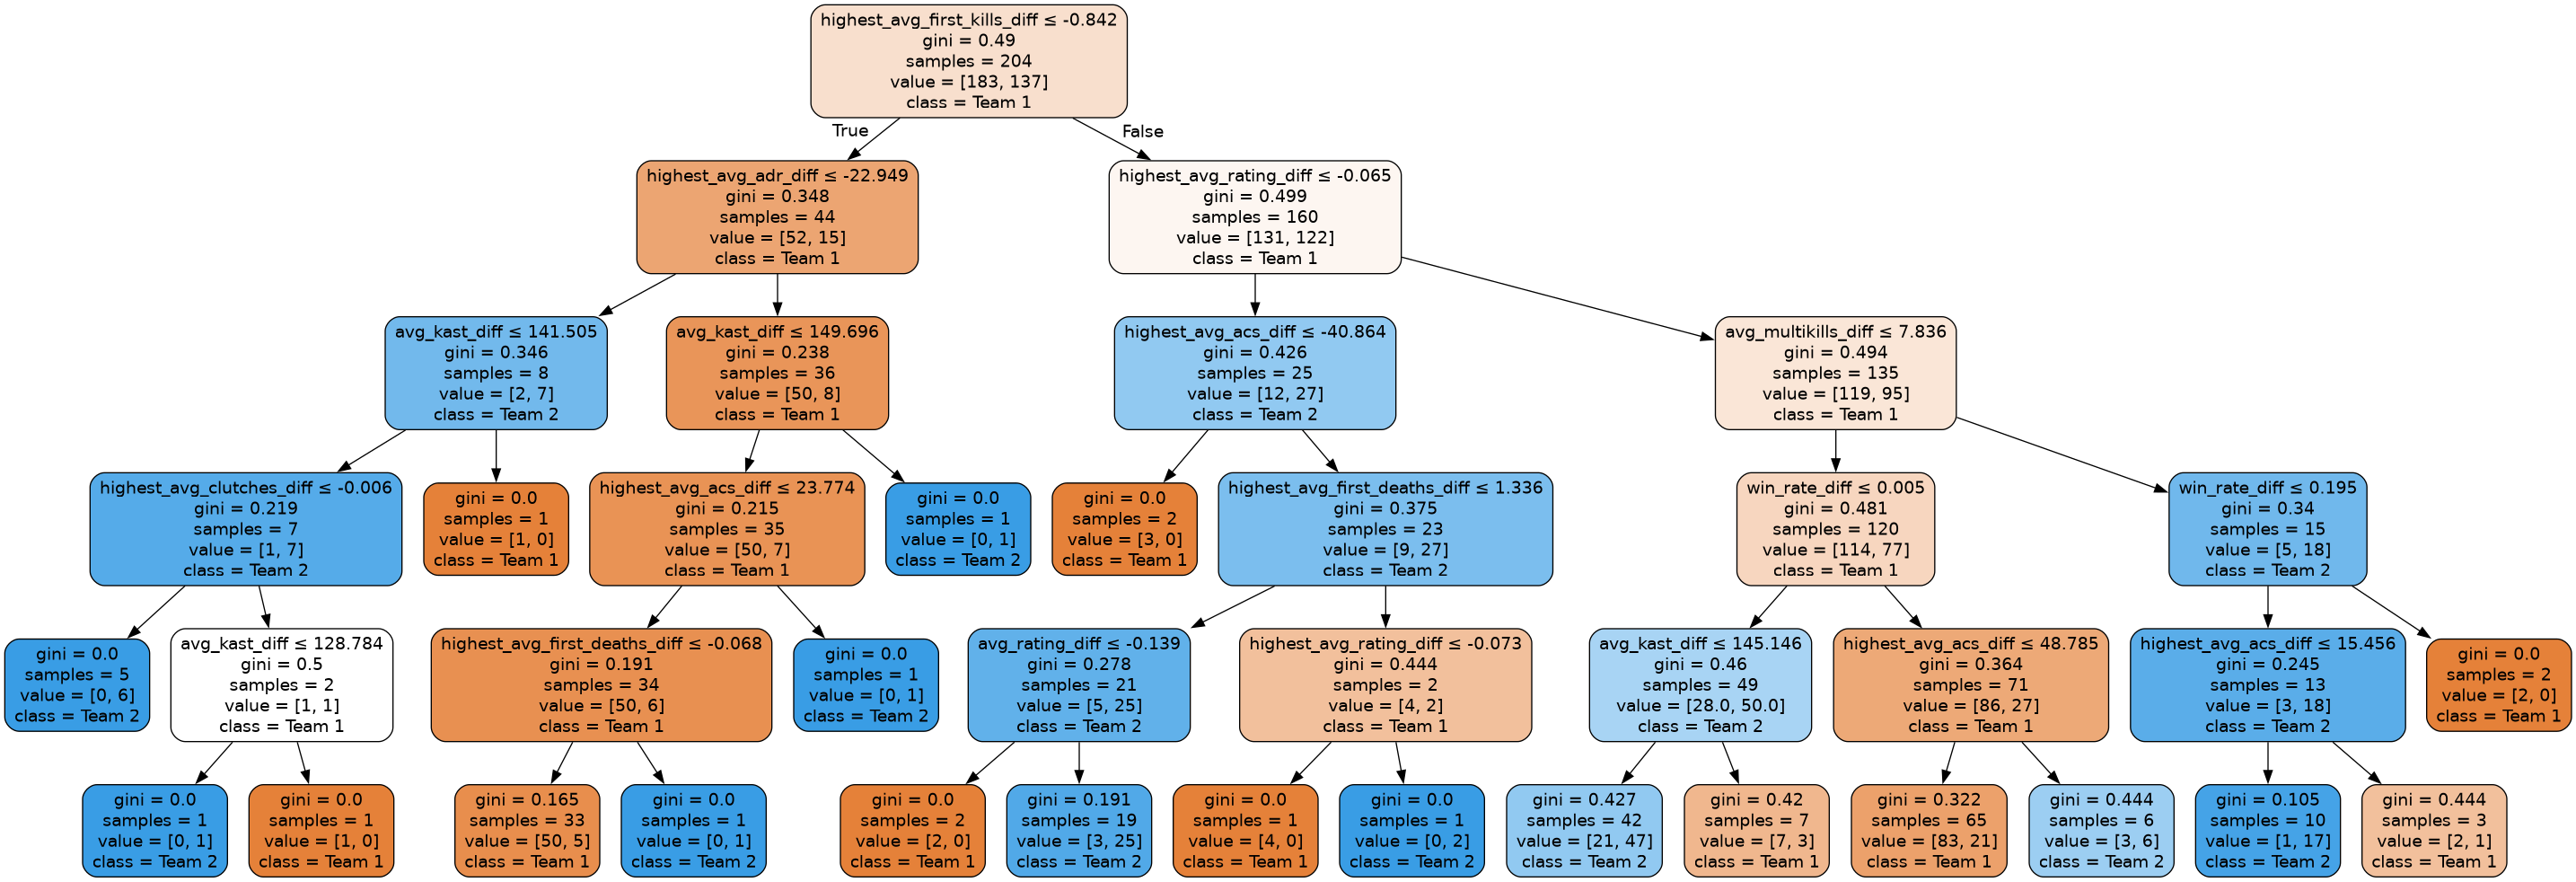 highest_avg_first_kills_diff ≤ -0.842
gini = 0.49
samples = 204
value = [183, 137]
class = Team 1
True
False
highest_avg_adr_diff ≤ -22.949
gini = 0.348
samples = 44
value = [52, 15]
class = Team 1
highest_avg_rating_diff ≤ -0.065
gini = 0.499
samples = 160
value = [131, 122]
class = Team 1
avg_kast_diff ≤ 141.505
gini = 0.346
samples = 8
value = [2, 7]
class = Team 2
avg_kast_diff ≤ 149.696
gini = 0.238
samples = 36
value = [50, 8]
class = Team 1
highest_avg_acs_diff ≤ -40.864
gini = 0.426
samples = 25
value = [12, 27]
class = Team 2
avg_multikills_diff ≤ 7.836
gini = 0.494
samples = 135
value = [119, 95]
class = Team 1
highest_avg_clutches_diff ≤ -0.006
gini = 0.219
samples = 7
value = [1, 7]
class = Team 2
gini = 0.0
samples = 1
value = [1, 0]
class = Team 1
highest_avg_acs_diff ≤ 23.774
gini = 0.215
samples = 35
value = [50, 7]
class = Team 1
gini = 0.0
samples = 1
value = [0, 1]
class = Team 2
gini = 0.0
samples = 2
value = [3, 0]
class = Team 1
highest_avg_first_deaths_diff ≤ 1.336
gini = 0.375
samples = 23
value = [9, 27]
class = Team 2
win_rate_diff ≤ 0.005
gini = 0.481
samples = 120
value = [114, 77]
class = Team 1
win_rate_diff ≤ 0.195
gini = 0.34
samples = 15
value = [5, 18]
class = Team 2
gini = 0.0
samples = 5
value = [0, 6]
class = Team 2
avg_kast_diff ≤ 128.784
gini = 0.5
samples = 2
value = [1, 1]
class = Team 1
highest_avg_first_deaths_diff ≤ -0.068
gini = 0.191
samples = 34
value = [50, 6]
class = Team 1
gini = 0.0
samples = 1
value = [0, 1]
class = Team 2
avg_rating_diff ≤ -0.139
gini = 0.278
samples = 21
value = [5, 25]
class = Team 2
highest_avg_rating_diff ≤ -0.073
gini = 0.444
samples = 2
value = [4, 2]
class = Team 1
avg_kast_diff ≤ 145.146
gini = 0.46
samples = 49
value = [28.0, 50.0]
class = Team 2
highest_avg_acs_diff ≤ 48.785
gini = 0.364
samples = 71
value = [86, 27]
class = Team 1
highest_avg_acs_diff ≤ 15.456
gini = 0.245
samples = 13
value = [3, 18]
class = Team 2
gini = 0.0
samples = 2
value = [2, 0]
class = Team 1
gini = 0.0
samples = 1
value = [0, 1]
class = Team 2
gini = 0.0
samples = 1
value = [1, 0]
class = Team 1
gini = 0.165
samples = 33
value = [50, 5]
class = Team 1
gini = 0.0
samples = 1
value = [0, 1]
class = Team 2
gini = 0.0
samples = 2
value = [2, 0]
class = Team 1
gini = 0.191
samples = 19
value = [3, 25]
class = Team 2
gini = 0.0
samples = 1
value = [4, 0]
class = Team 1
gini = 0.0
samples = 1
value = [0, 2]
class = Team 2
gini = 0.427
samples = 42
value = [21, 47]
class = Team 2
gini = 0.42
samples = 7
value = [7, 3]
class = Team 1
gini = 0.322
samples = 65
value = [83, 21]
class = Team 1
gini = 0.444
samples = 6
value = [3, 6]
class = Team 2
gini = 0.105
samples = 10
value = [1, 17]
class = Team 2
gini = 0.444
samples = 3
value = [2, 1]
class = Team 1